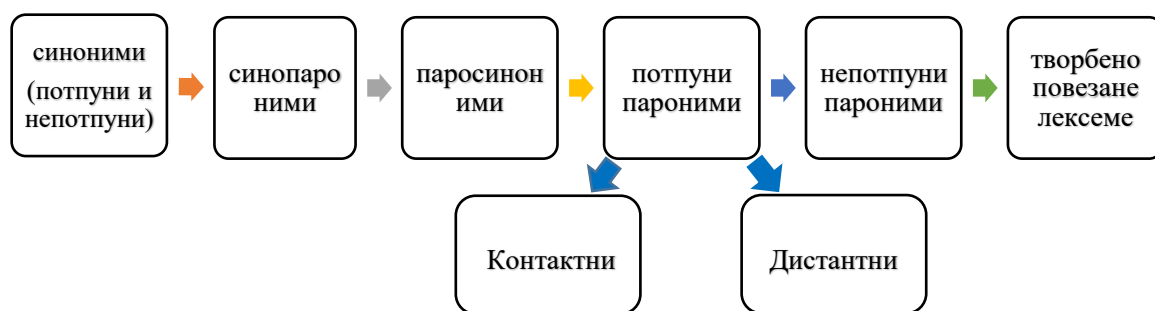 синоними
(потпуни и
непотпуни)
синопаро
ними
паросинон
ими
потпуни
пароними
непотпуни
пароними
творбено
повезане
лексеме
Контактни
Дистантни